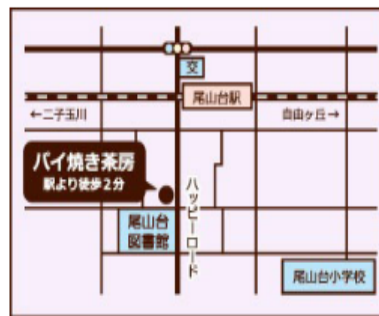 交
尾山台駅
←二子玉川
自由ヶ丘→
パイ焼き茶房
駅より徒歩2分
ハッピーロード
尾山台
図書館
尾山台小学校